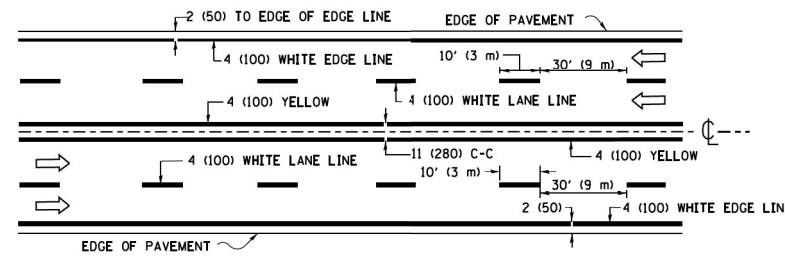 2 (50) TO EDGE OF EDGE LINE
EDGE OF PAVEMENT
4 (100) WHITE EDGE LINE
10' (3 m)
30' (9 m)
4 (100) YELLOW
4 (100) WHITE LANE LINE
℄
4 (100) WHITE LANE LINE
11 (280) C-C
4 (100) YELLOW
10' (3 m)
30' (9 m)
2 (50)
4 (100) WHITE EDGE LIN
EDGE OF PAVEMENT